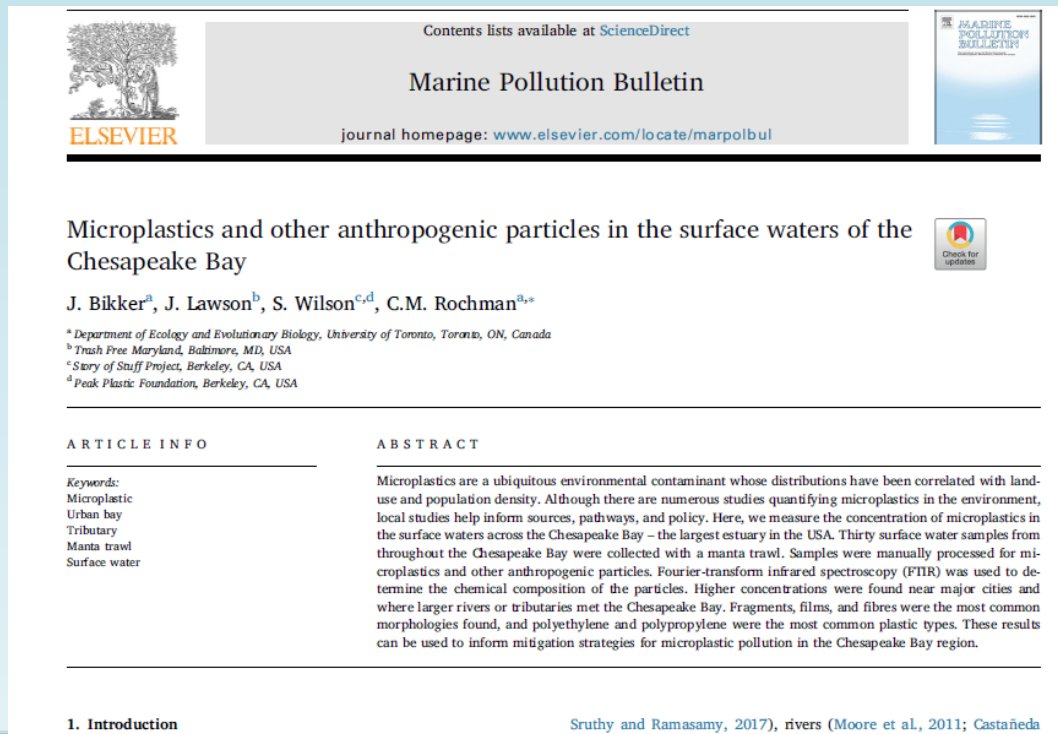 Contents lists available at ScienceDirect
Marine Pollution Bulletin
journal homepage: www.elsevier.com/locate/marpolbul
ELSEVIER
MARINE
POLLUTION
BULLETIN
Microplastics and other anthropogenic particles in the surface waters of the
Chesapeake Bay
Check for
updates
J. Bikkerᵃ, J. Lawsonᵇ, S. Wilsonᶜ,ᵈ, C.M. Rochmanᵃ,*
ᵃ Department of Ecology and Evolutionary Biology, University of Toronto, Toronto, ON, Canada
ᵇ Trash Free Maryland, Baltimore, MD, USA
ᶜ Story of Stuff Project, Berkeley, CA, USA
ᵈ Peak Plastic Foundation, Berkeley, CA, USA
ARTICLE INFO
Keywords:
Microplastic
Urban bay
Tributary
Manta trawl
Surface water
ABSTRACT
Microplastics are a ubiquitous environmental contaminant whose distributions have been correlated with land-
use and population density. Although there are numerous studies quantifying microplastics in the environment,
local studies help inform sources, pathways, and policy. Here, we measure the concentration of microplastics in
the surface waters across the Chesapeake Bay – the largest estuary in the USA. Thirty surface water samples from
throughout the Chesapeake Bay were collected with a manta trawl. Samples were manually processed for mi-
croplastics and other anthropogenic particles. Fourier-transform infrared spectroscopy (FTIR) was used to de-
termine the chemical composition of the particles. Higher concentrations were found near major cities and
where larger rivers or tributaries met the Chesapeake Bay. Fragments, films, and fibres were the most common
morphologies found, and polyethylene and polypropylene were the most common plastic types. These results
can be used to inform mitigation strategies for microplastic pollution in the Chesapeake Bay region.
1. Introduction
Sruthy and Ramasamy, 2017), rivers (Moore et al., 2011; Castañeda